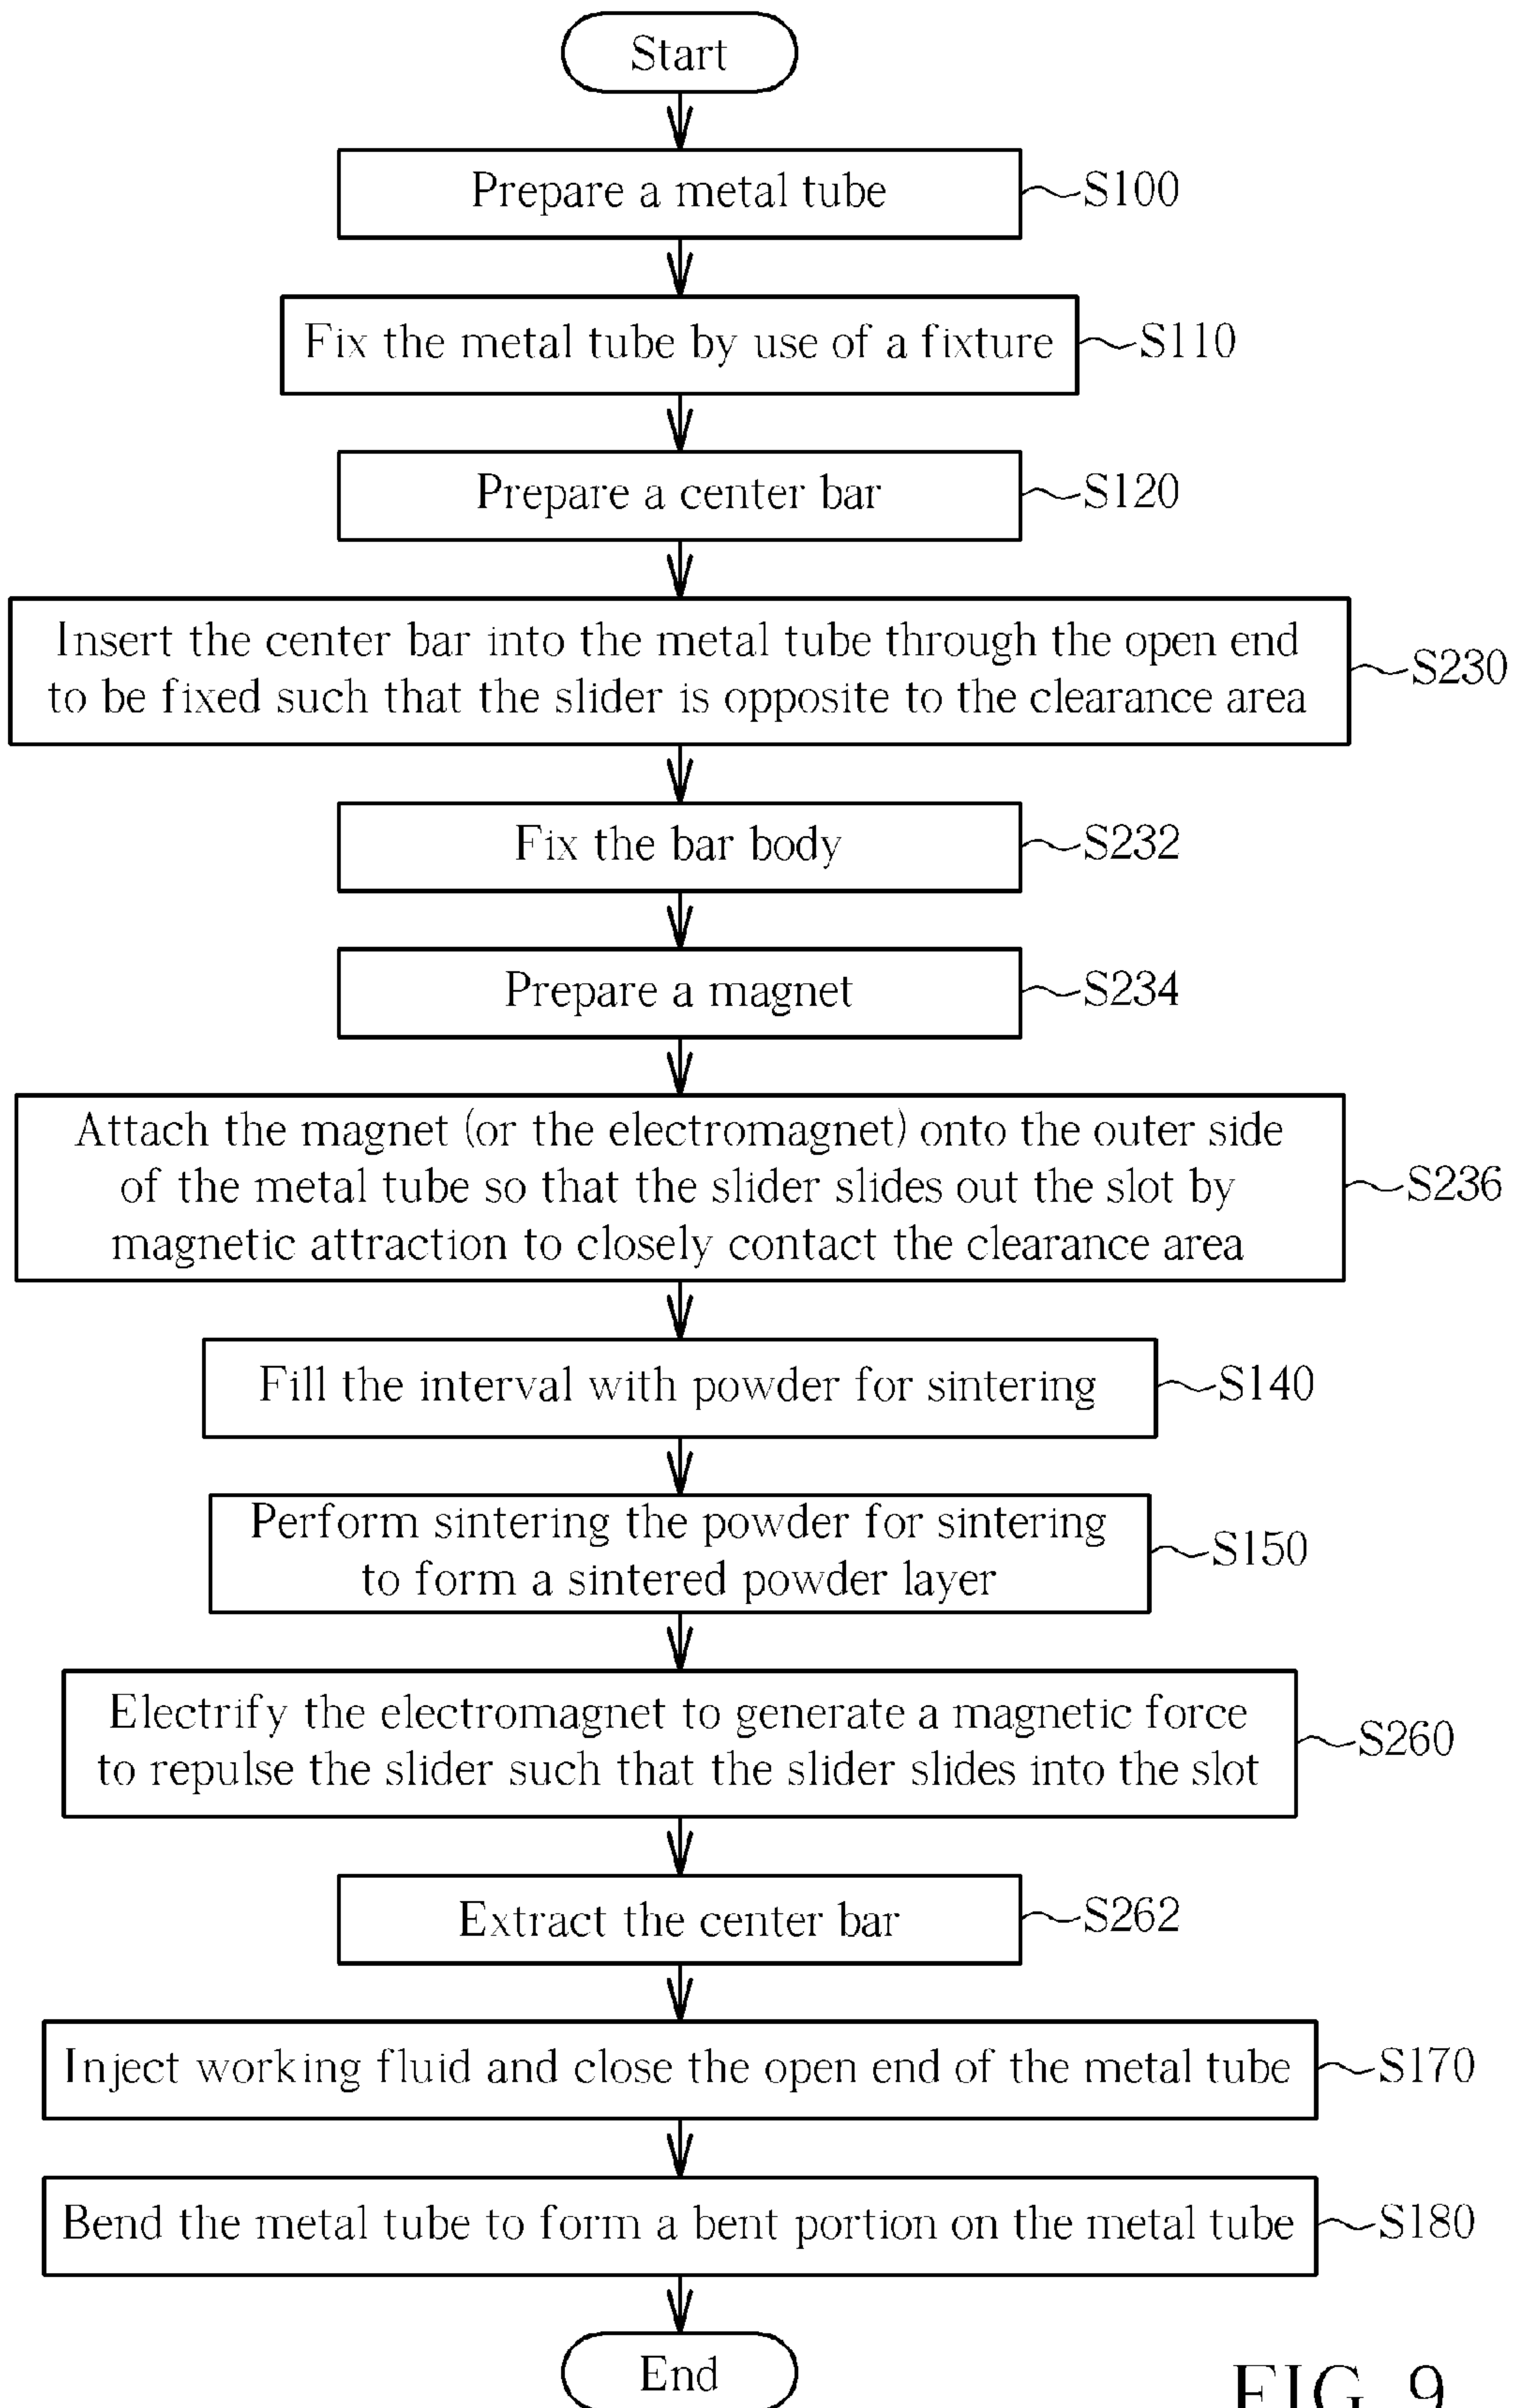 Start
Prepare a metal tube
S100
Fix the metal tube by use of a fixture
S110
Prepare a center bar
S120
Insert the center bar into the metal tube through the open end
to be fixed such that the slider is opposite to the clearance area
S230
Fix the bar body
S232
Prepare a magnet
S234
Attach the magnet (or the electromagnet) onto the outer side
of the metal tube so that the slider slides out the slot by
magnetic attraction to closely contact the clearance area
S236
Fill the interval with powder for sintering
S140
Perform sintering the powder for sintering
to form a sintered powder layer
S150
Electrify the electromagnet to generate a magnetic force
to repulse the slider such that the slider slides into the slot
S260
Extract the center bar
S262
Inject working fluid and close the open end of the metal tube
S170
Bend the metal tube to form a bent portion on the metal tube
S180
End
FIG. 9